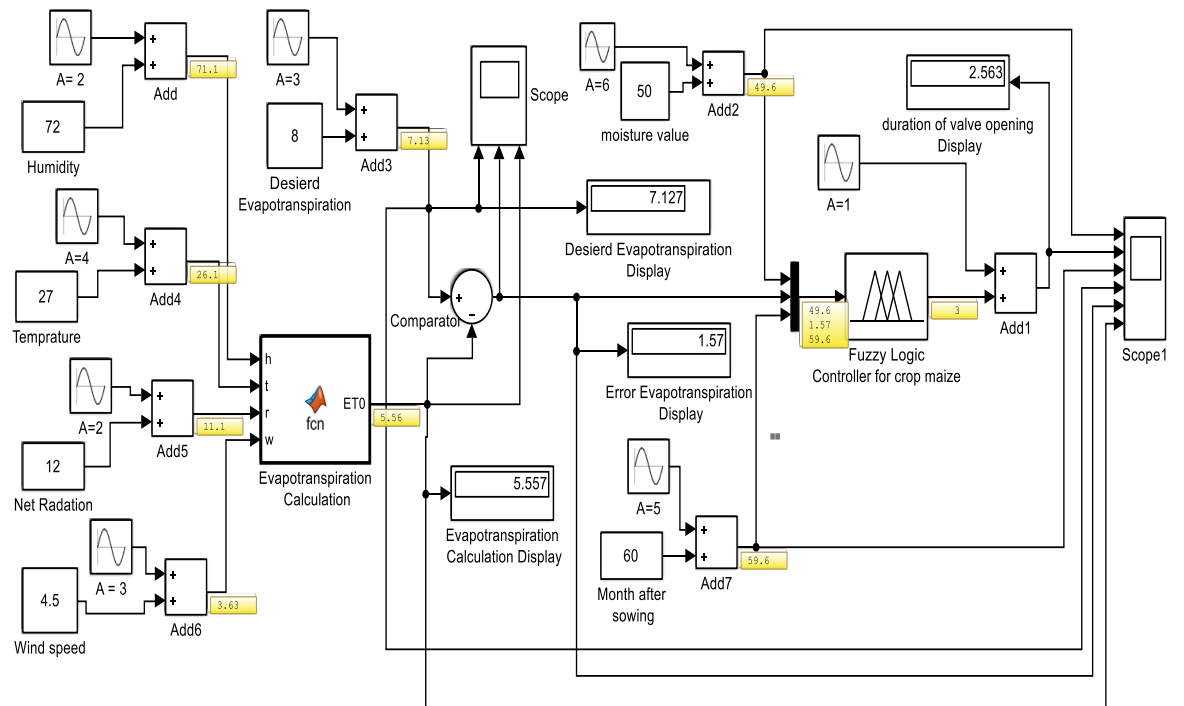 A= 2
Add
71.1
72
Humidity
A=4
Add4
26.1
27
Temprature
A=2
Add5
11.1
12
Net Radation
A = 3
Add6
3.63
4.5
Wind speed
A=3
Add3
7.13
8
Desierd
Evapotranspiration
h
t
r
w
fcn
ET0
5.56
Evapotranspiration
Calculation
Scope
7.127
Desierd Evapotranspiration
Display
Comparator
1.57
Error Evapotranspiration
Display
5.557
Evapotranspiration
Calculation Display
A=6
50
moisture value
Add2
49.6
A=5
60
Month after
sowing
Add7
59.6
49.6
1.57
59.6
Fuzzy Logic
Controller for crop maize
3
A=1
Add1
2.563
duration of valve opening
Display
Scope1